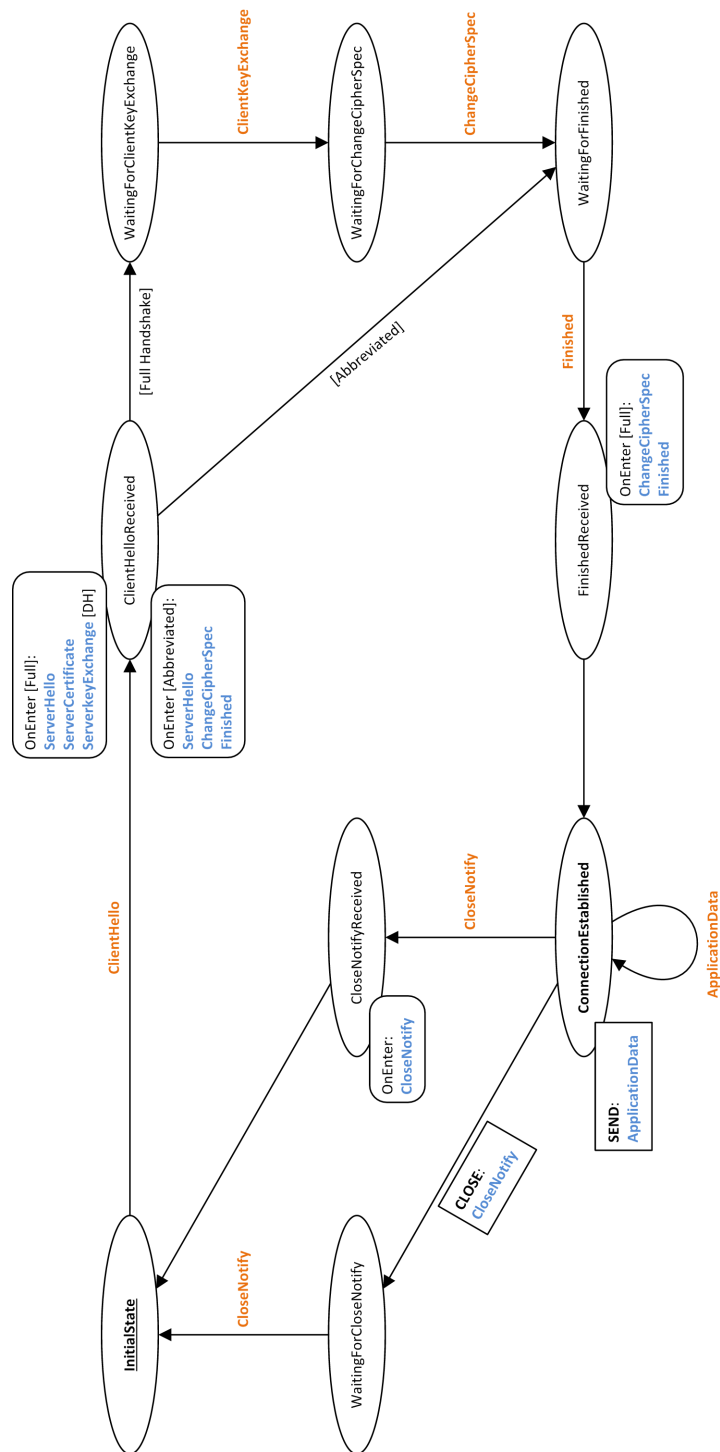 InitialState
ClientHello
OnEnter [Full]:
ServerHello
ServerCertificate
ServerkeyExchange [DH]
ClientHelloReceived
OnEnter [Abbreviated]:
ServerHello
ChangeCipherSpec
Finished
[Full Handshake]
WaitingForClientKeyExchange
ClientKeyExchange
[Abbreviated]
WaitingForChangeCipherSpec
ChangeCipherSpec
WaitingForFinished
Finished
OnEnter [Full]:
ChangeCipherSpec
Finished
FinishedReceived
ConnectionEstablished
ApplicationData
SEND:
ApplicationData
CloseNotify
CloseNotifyReceived
OnEnter:
CloseNotify
CLOSE:
CloseNotify
WaitingForCloseNotify
CloseNotify